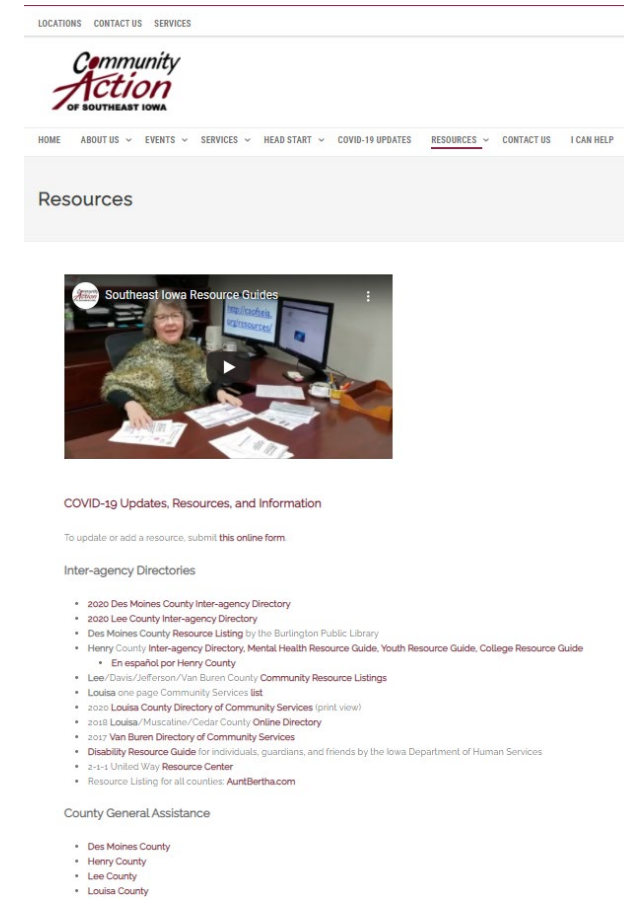 LOCATIONS CONTACT US SERVICES
Community
Action
OF SOUTHEAST IOWA
HOME ABOUT US EVENTS SERVICES HEAD START COVID-19 UPDATES RESOURCES CONTACT US I CAN HELP
Resources
Southeast Iowa Resource Guides
http://caofseia.
org/resources/
COVID-19 Updates, Resources, and Information
To update or add a resource, submit this online form.
Inter-agency Directories
• 2020 Des Moines County Inter-agency Directory
• 2020 Lee County Inter-agency Directory
• Des Moines County Resource Listing by the Burlington Public Library
• Henry County Inter-agency Directory, Mental Health Resource Guide, Youth Resource Guide, College Resource Guide
• En español por Henry County
• Lee/Davis/Jefferson/Van Buren County Community Resource Listings
• Louisa one page Community Services list
• 2020 Louisa County Directory of Community Services (print view)
• 2018 Louisa/Muscatine/Cedar County Online Directory
• 2017 Van Buren Directory of Community Services
• Disability Resource Guide for individuals, guardians, and friends by the Iowa Department of Human Services
• 2-1-1 United Way Resource Center
• Resource Listing for all counties: AuntBertha.com
County General Assistance
• Des Moines County
• Henry County
• Lee County
• Louisa County